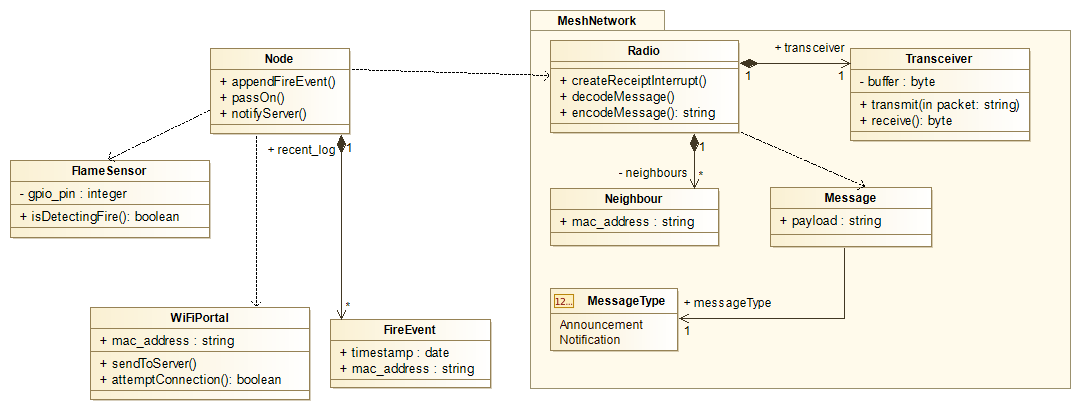 MeshNetwork
Node
+ appendFireEvent()
+ passOn()
+ notifyServer()
Radio
+ createReceiptInterrupt()
+ decodeMessage()
+ encodeMessage(): string
+ transceiver
1
1
Transceiver
- buffer : byte
+ transmit(in packet: string)
+ receive(): byte
+ recent_log
1
*
1
- neighbours
*
FlameSensor
- gpio_pin : integer
+ isDetectingFire(): boolean
Neighbour
+ mac_address : string
Message
+ payload : string
12...
MessageType
Announcement
Notification
+ messageType
1
WiFiPortal
+ mac_address : string
+ sendToServer()
+ attemptConnection(): boolean
FireEvent
+ timestamp : date
+ mac_address : string